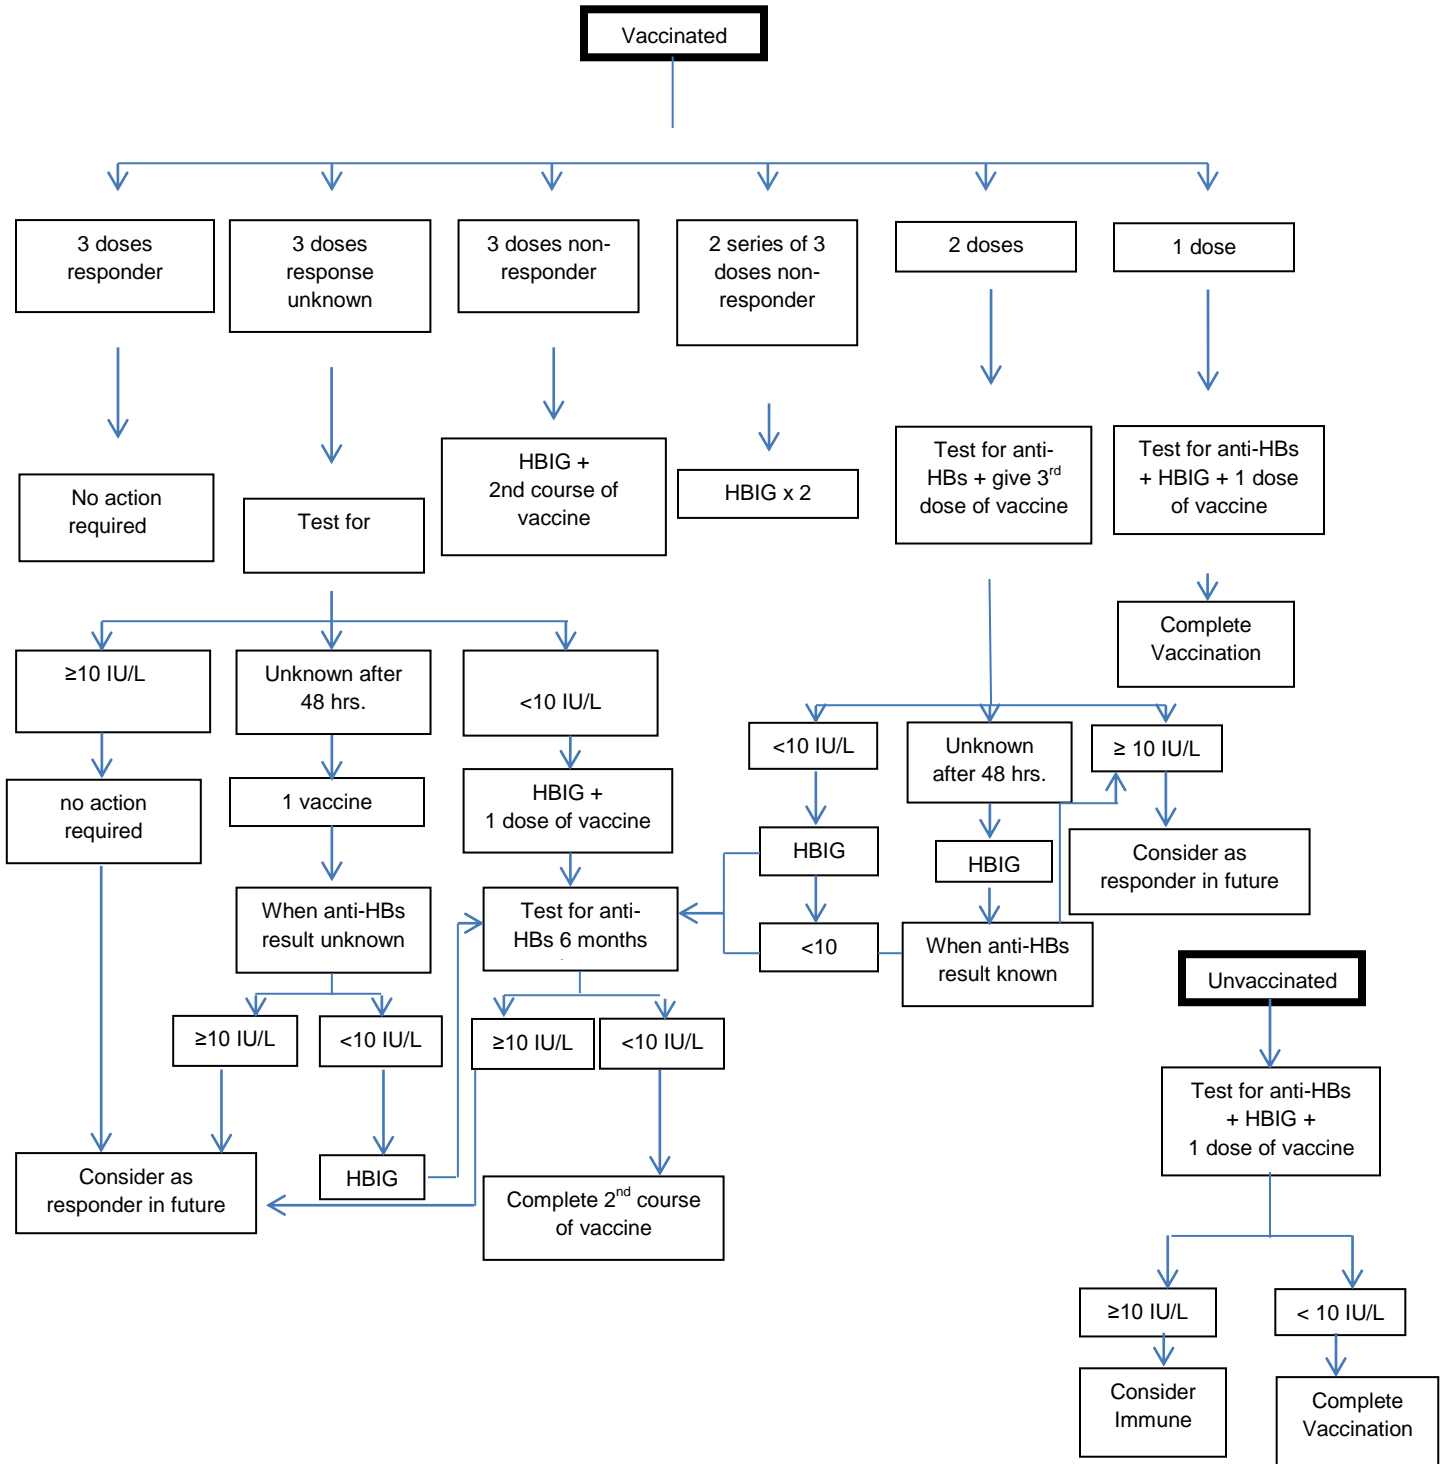 Vaccinated
3 doses
responder
3 doses
response
unknown
3 doses non-
responder
2 series of 3
doses non-
responder
2 doses
1 dose
No action
required
Test for
HBIG +
2nd course of
vaccine
HBIG x 2
Test for anti-
HBs + give 3rd
dose of vaccine
Test for anti-HBs
+ HBIG + 1 dose
of vaccine
Complete
Vaccination
≥10 IU/L
Unknown after
48 hrs.
<10 IU/L
<10 IU/L
Unknown
after 48 hrs.
≥ 10 IU/L
no action
required
1 vaccine
HBIG +
1 dose of vaccine
HBIG
HBIG
Consider as
responder in future
When anti-HBs
result unknown
Test for anti-
HBs 6 months
<10
When anti-HBs
result known
Unvaccinated
≥10 IU/L
<10 IU/L
≥10 IU/L
<10 IU/L
Test for anti-HBs
+ HBIG +
1 dose of vaccine
Consider as
responder in future
HBIG
Complete 2nd course
of vaccine
≥10 IU/L
< 10 IU/L
Consider
Immune
Complete
Vaccination